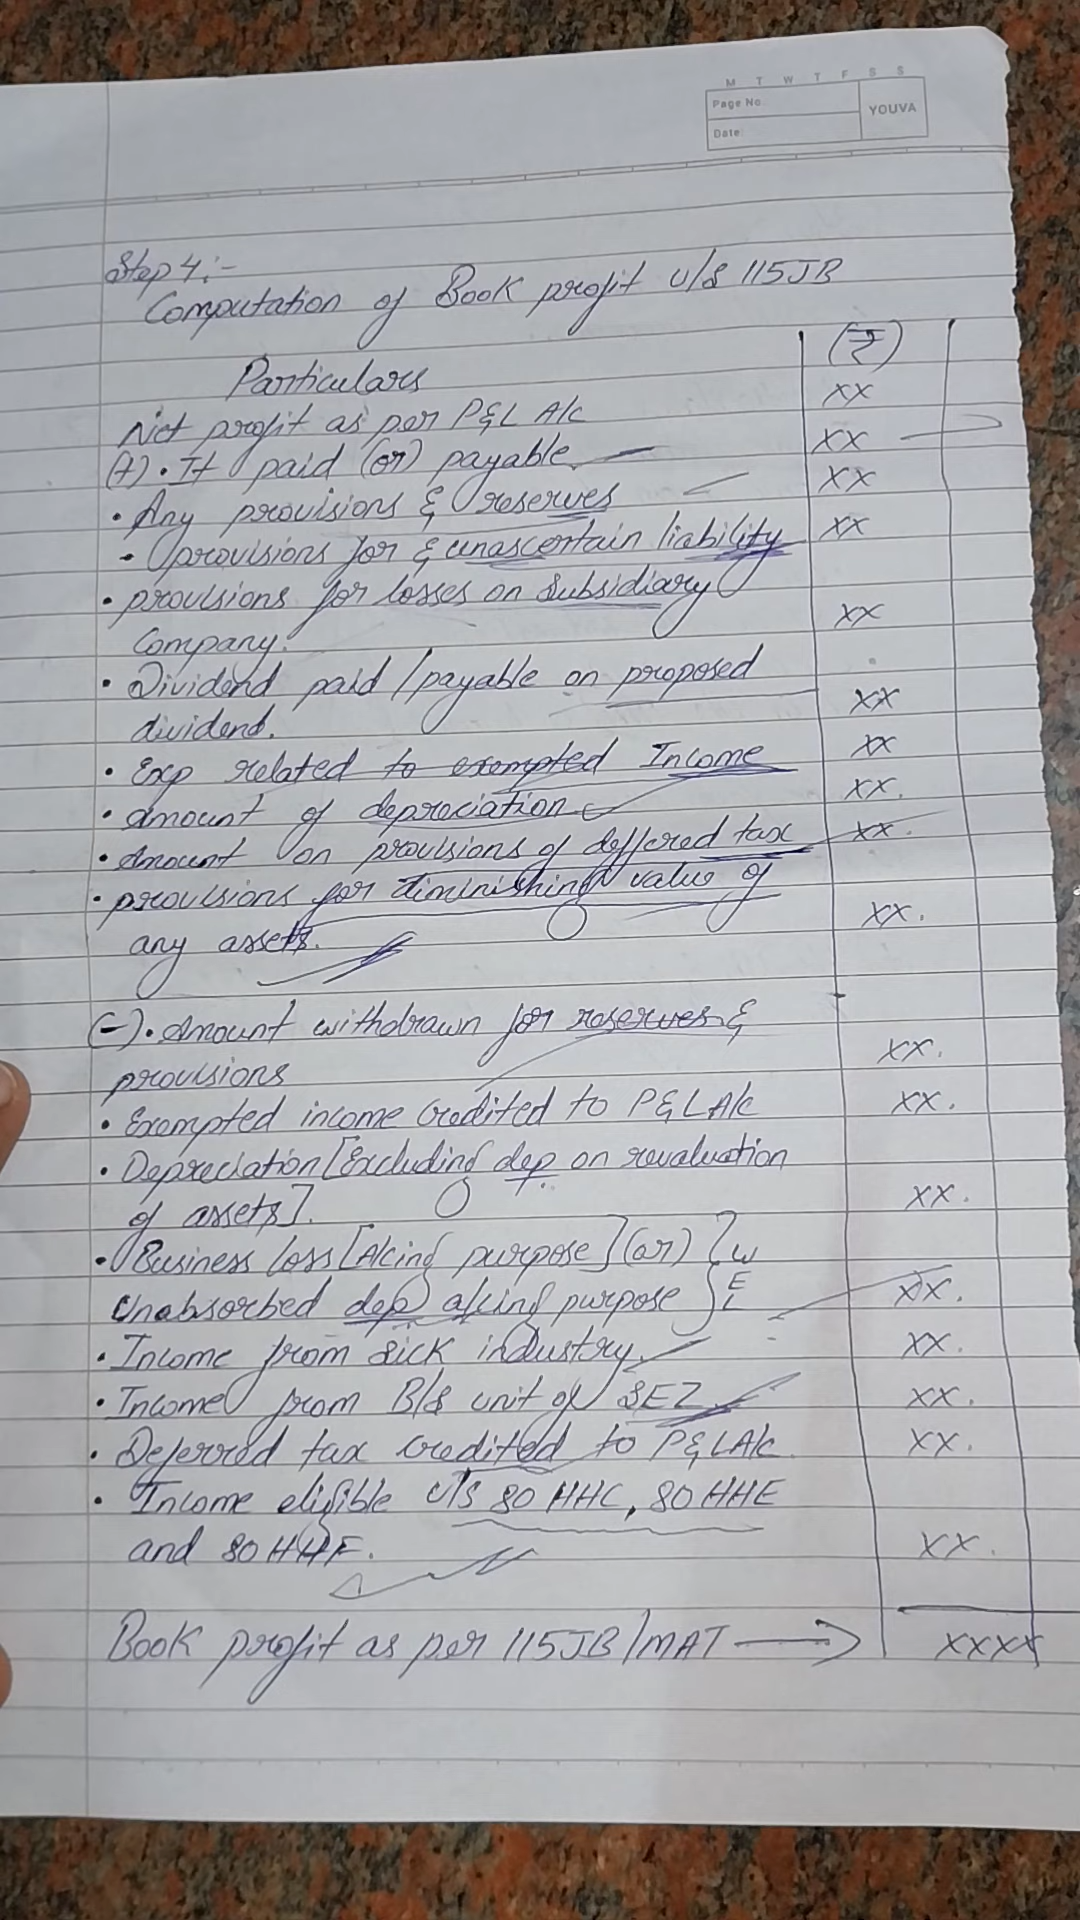 M T W T F S S
Page No
YOUVA
Date:
Step 4:-
Computation of Book profit u/s 115JB
Particulars (₹)
Net profit as per P&L A/c xx
(+) • It paid (or) payable. xx
• Any provisions & reserves xx
• provisions for & unascertain liability xx
• provisions for losses on subsidiary
Company. xx
• Dividend paid / payable on proposed
dividend. xx
• Exp related to exempted Income xx
• Amount of depreciation xx.
• Amount on provisions of deffered tax xx.
• provisions for diminishing value of
any assets. xx.
(-) • Amount withdrawn for reserves &
provisions xx.
• Exempted income credited to P&L A/c xx.
• Depreciation [Excluding dep. on revaluation
of assets]. xx.
• Business loss [A/cing purpose] (or) } W
Unabsorbed dep a/cing purpose } E L xx.
• Income from sick industry. xx.
• Income from B/s unit of SEZ xx.
• Deferred tax credited to P&L A/c xx.
• Income eligible u/s 80 HHC, 80 HHE
and 80 HHF. xx.
Book profit as per 115JB/MAT → xxxx